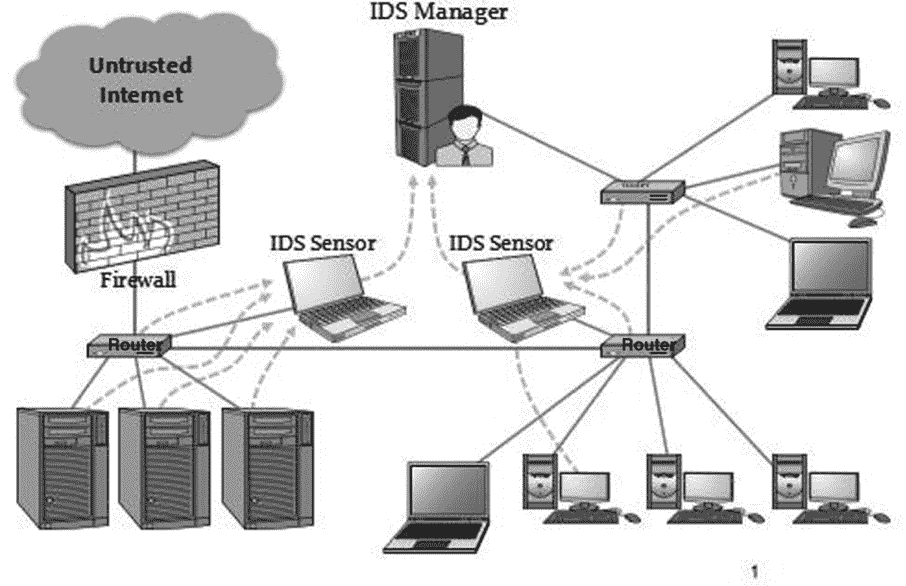 IDS Manager
Untrusted
Internet
IDS Sensor
IDS Sensor
Firewall
Router
Router
1